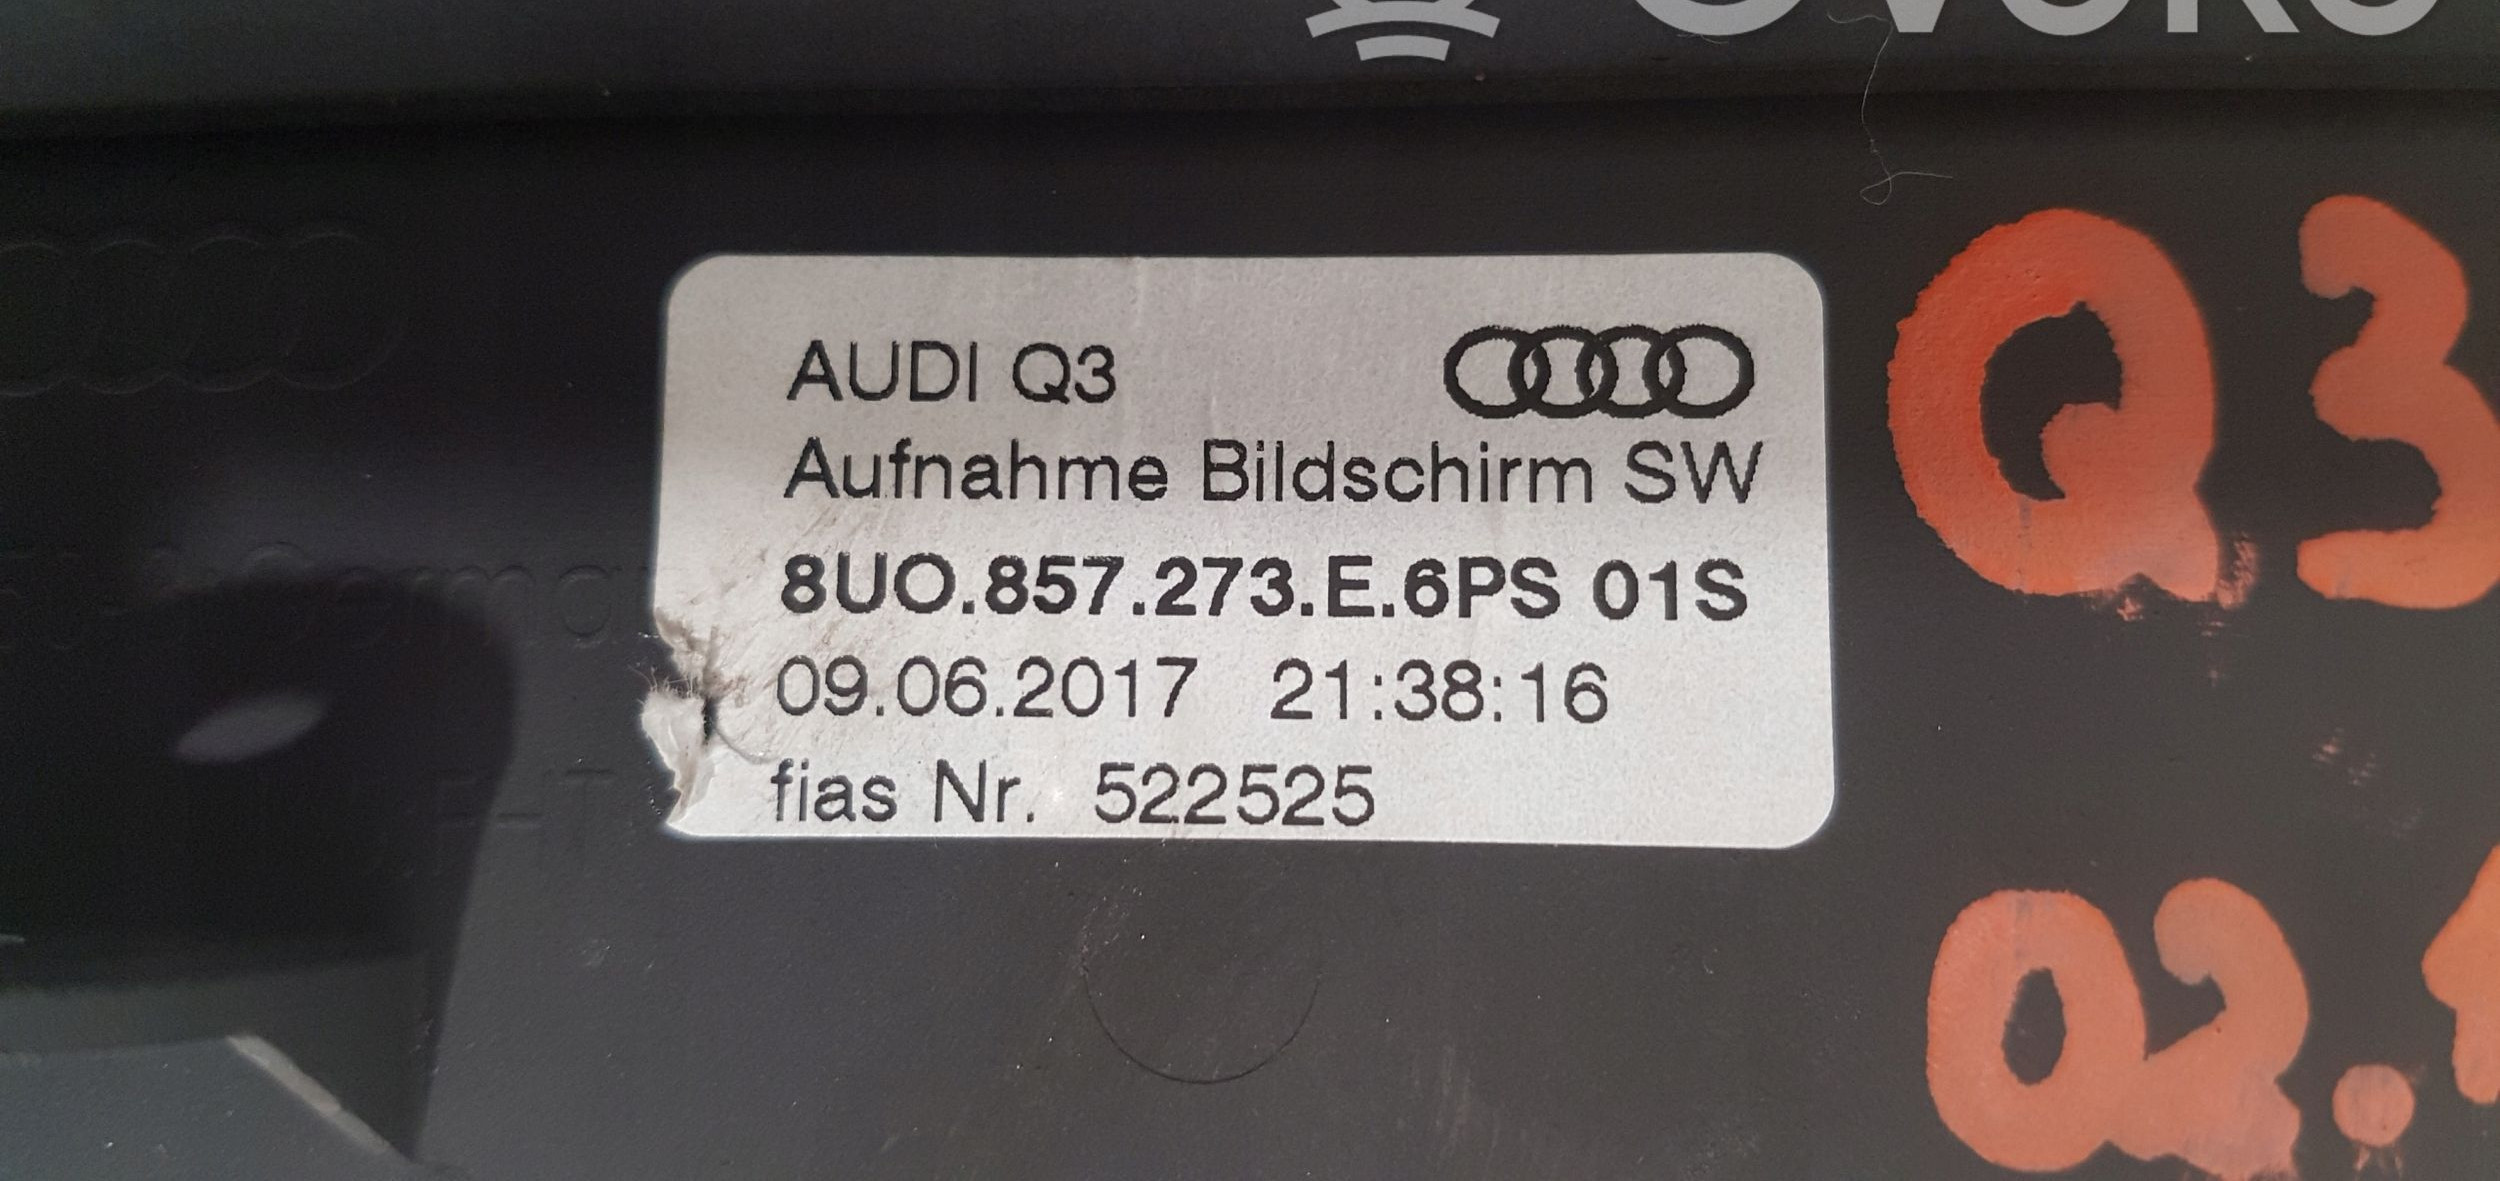 AUDI Q3
Aufnahme Bildschirm SW
8UO.857.273.E.6PS 01S
09.06.2017 21:38:16
fias Nr. 522525
Q3
02.